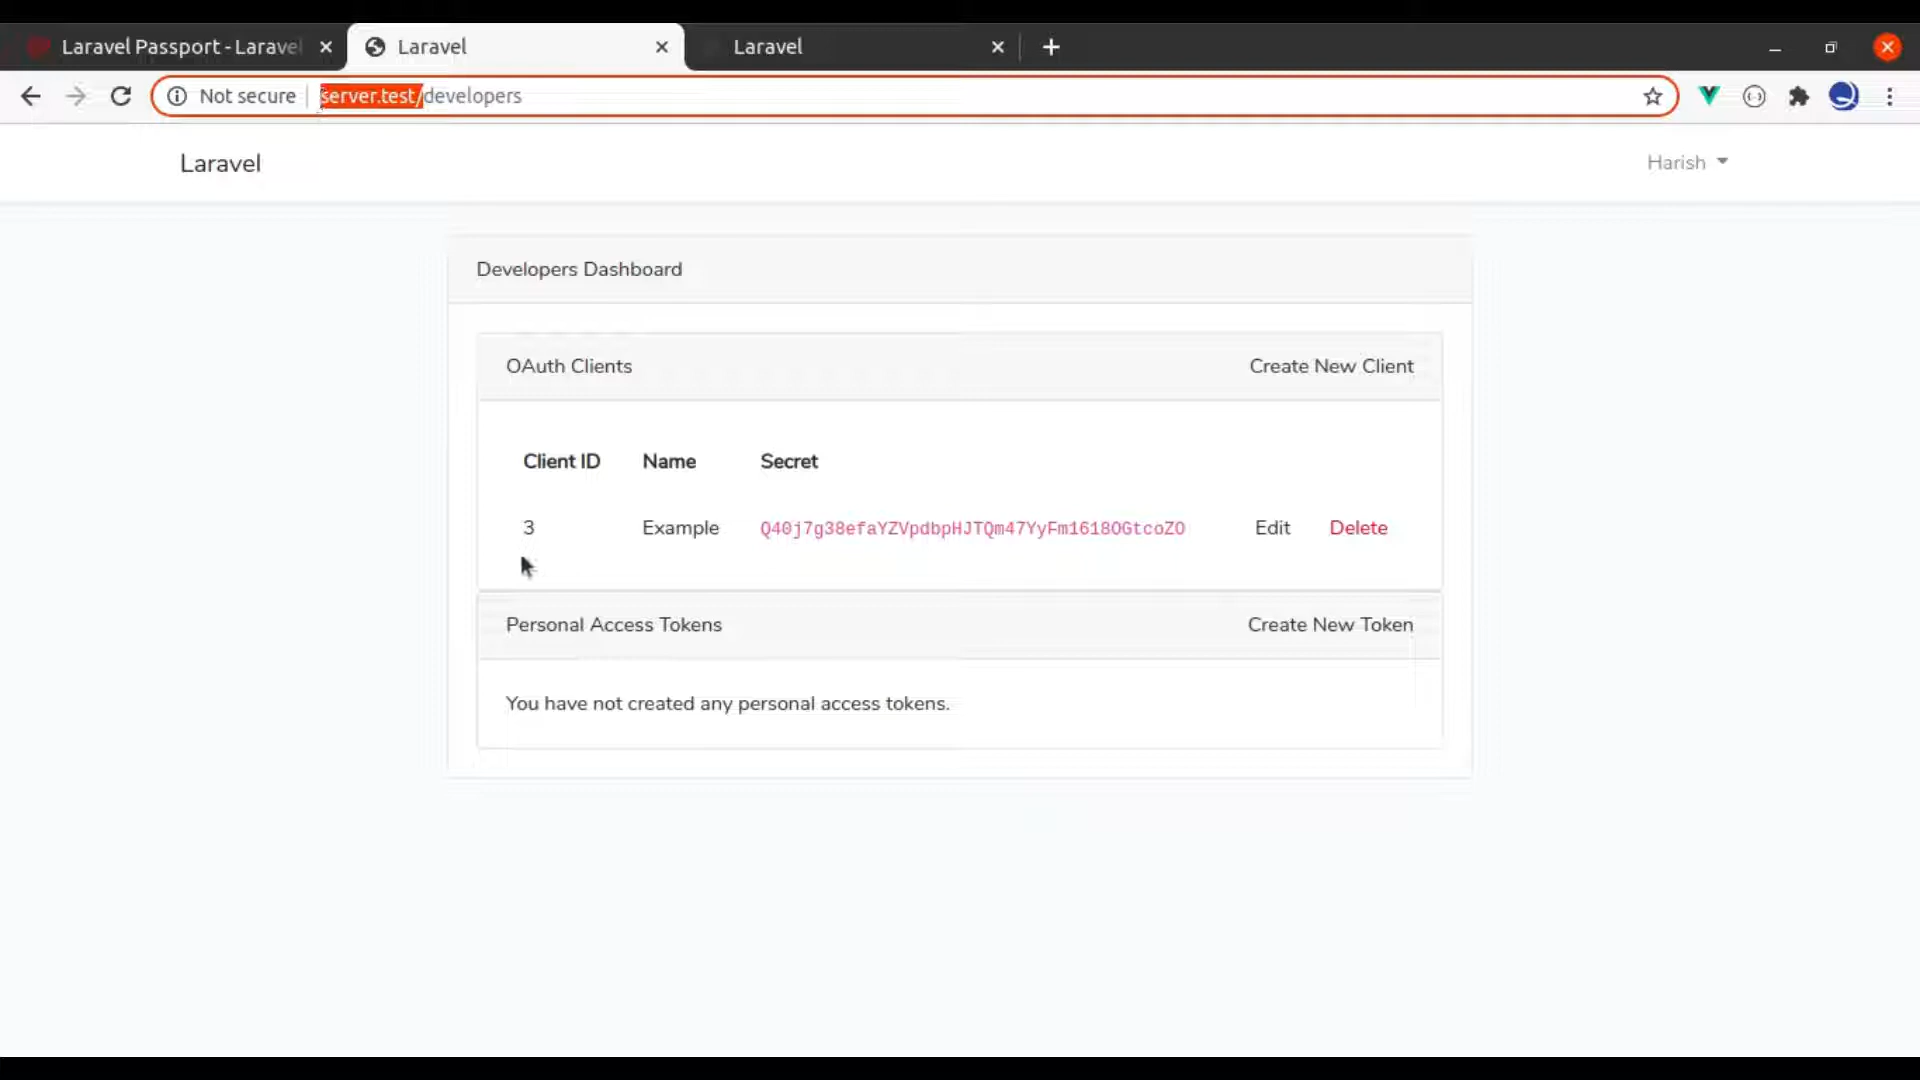 Laravel Passport - Laravel
Laravel
Laravel
Not secure
server.test/developers
Laravel
Harish
Developers Dashboard
OAuth Clients
Create New Client
Client ID Name Secret
3 Example Q40j7g38efaYZVpdbpHJTQm47YyFm1618OGtcoZO Edit Delete
Personal Access Tokens
Create New Token
You have not created any personal access tokens.